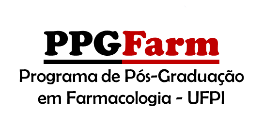 PPGFarm
Programa de Pós-Graduação
em Farmacologia - UFPI